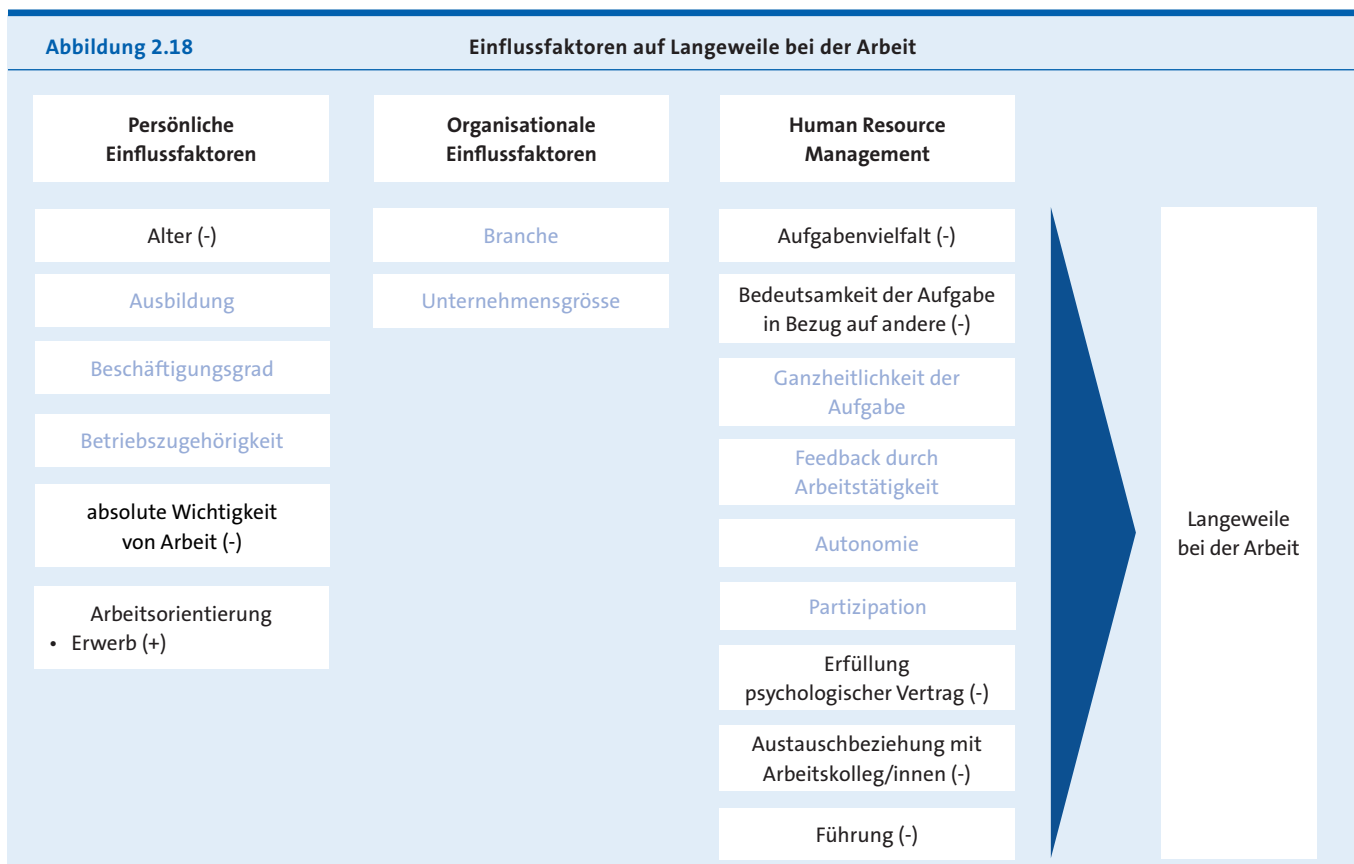 Abbildung 2.18
Einflussfaktoren auf Langeweile bei der Arbeit
Persönliche
Einflussfaktoren
Alter (-)
Ausbildung
Beschäftigungsgrad
Betriebszugehörigkeit
absolute Wichtigkeit
von Arbeit (-)
Arbeitsorientierung
• Erwerb (+)
Organisationale
Einflussfaktoren
Branche
Unternehmensgrösse
Human Resource
Management
Aufgabenvielfalt (-)
Bedeutsamkeit der Aufgabe
in Bezug auf andere (-)
Ganzheitlichkeit der
Aufgabe
Feedback durch
Arbeitstätigkeit
Autonomie
Partizipation
Erfüllung
psychologischer Vertrag (-)
Austauschbeziehung mit
Arbeitskolleg/innen (-)
Führung (-)
Langeweile
bei der Arbeit